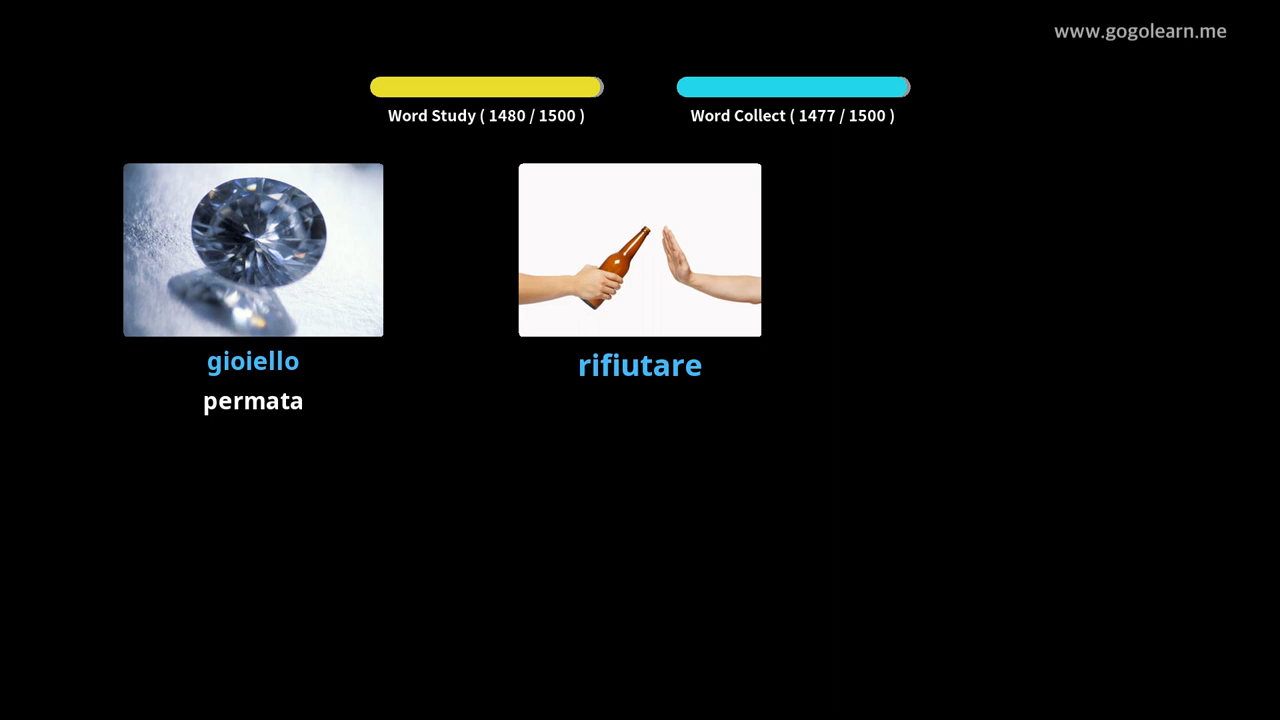 www.gogolearn.me
Word Study ( 1480 / 1500 )
Word Collect ( 1477 / 1500 )
gioiello
permata
rifiutare